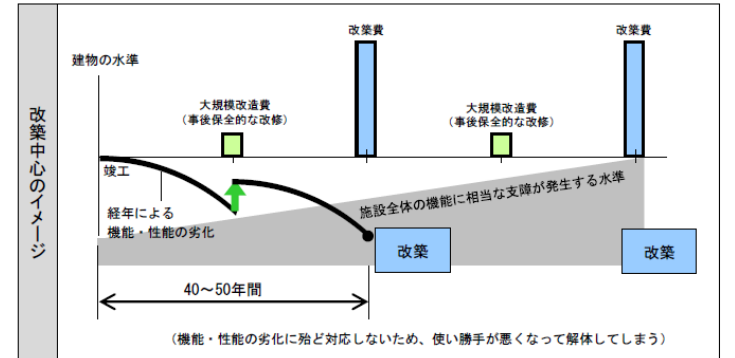 改築中心のイメージ
建物の水準
改築費
改築費
大規模改造費
（事後保全的な改修）
大規模改造費
（事後保全的な改修）
竣工
経年による
機能・性能の劣化
施設全体の機能に相当な支障が発生する水準
改築
改築
40～50年間
（機能・性能の劣化に殆ど対応しないため、使い勝手が悪くなって解体してしまう）